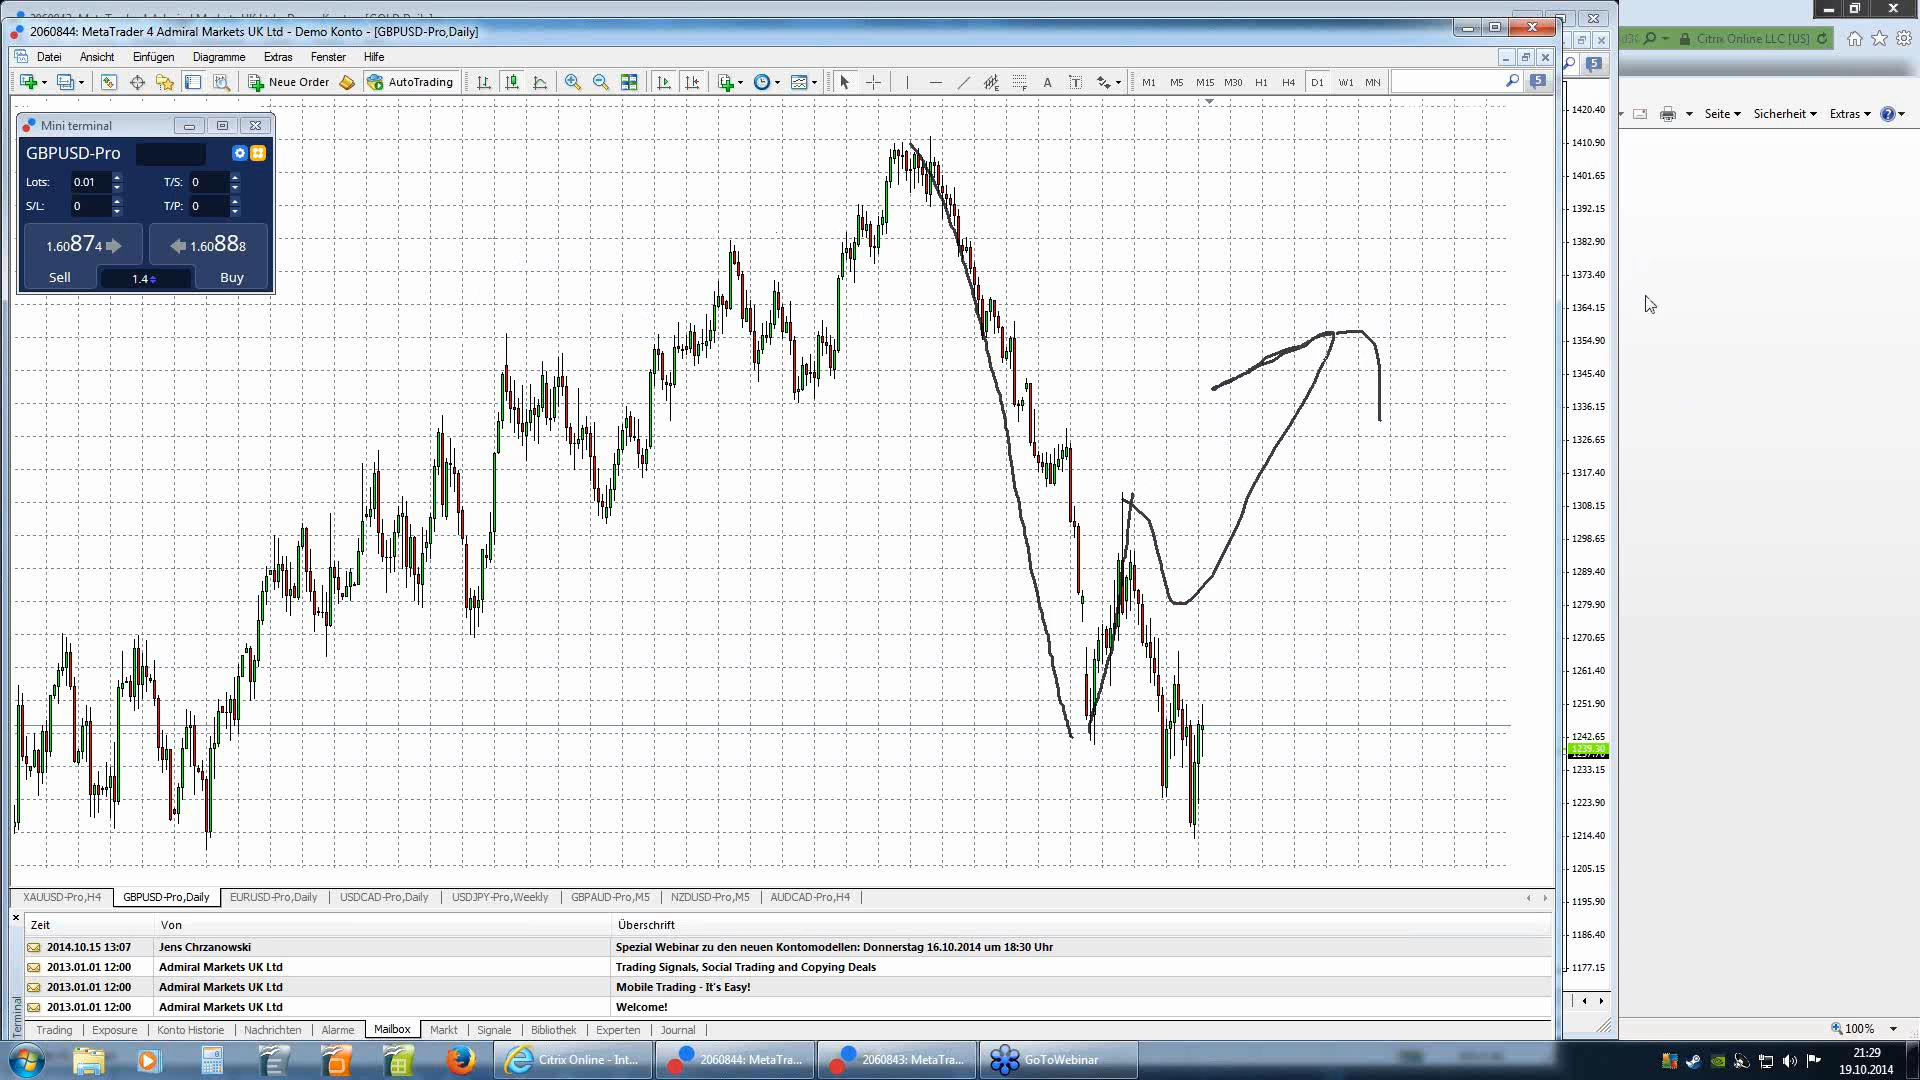 2060844: MetaTrader 4 Admiral Markets UK Ltd - Demo Konto - [GBPUSD-Pro,Daily]
Citrix Online LLC [US]
Datei Ansicht Einfügen Diagramme Extras Fenster Hilfe
5
New Order AutoTrading A T M1 M5 M15 M30 H1 H4 D1 W1 MN 5
Seite Sicherheit Extras
Mini terminal
GBPUSD-Pro
Lots: 0.01 T/S: 0
S/L: 0 T/P: 0
1.60874 1.60888
Sell 1.4 Buy
1420.40
1410.90
1401.65
1392.15
1382.90
1373.40
1364.15
1354.90
1345.40
1336.15
1326.65
1317.40
1308.15
1298.65
1289.40
1279.90
1270.65
1261.40
1251.90
1242.65
1239.30
1233.15
1223.90
1214.40
1205.15
1195.90
1186.40
1177.15
XAUUSD-Pro,H4 GBPUSD-Pro,Daily EURUSD-Pro,Daily USDCAD-Pro,Daily USDJPY-Pro,Weekly GBPAUD-Pro,M5 NZDUSD-Pro,M5 AUDCAD-Pro,H4
Zeit Von Überschrift
2014.10.15 13:07 Jens Chrzanowski Spezial Webinar zu den neuen Kontomodellen: Donnerstag 16.10.2014 um 18:30 Uhr
2013.01.01 12:00 Admiral Markets UK Ltd Trading Signals, Social Trading and Copying Deals
2013.01.01 12:00 Admiral Markets UK Ltd Mobile Trading - It's Easy!
2013.01.01 12:00 Admiral Markets UK Ltd Welcome!
Terminal
Trading Exposure Konto Historie Nachrichten Alarme Mailbox Markt Signale Bibliothek Experten Journal
100%
Citrix Online - Int... 2060844: MetaTra... 2060843: MetaTra... GoToWebinar
21:29
19.10.2014